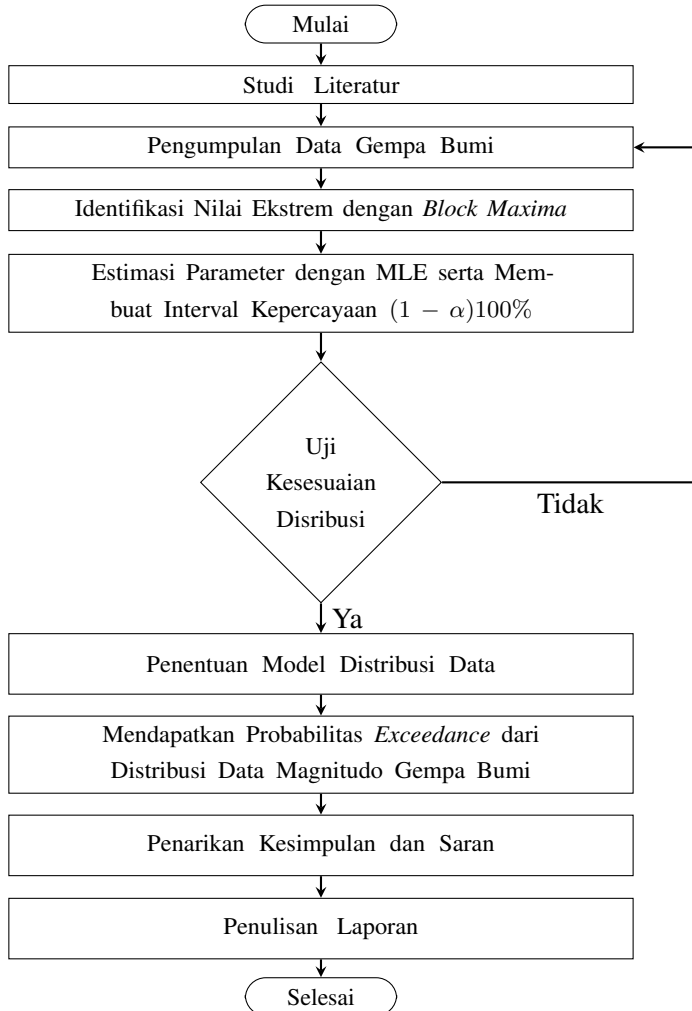 Mulai
Studi Literatur
Pengumpulan Data Gempa Bumi
Identifikasi Nilai Ekstrem dengan Block Maxima
Estimasi Parameter dengan MLE serta Mem-
buat Interval Kepercayaan (1 − α)100%
Uji
Kesesuaian
Disribusi
Tidak
Ya
Penentuan Model Distribusi Data
Mendapatkan Probabilitas Exceedance dari
Distribusi Data Magnitudo Gempa Bumi
Penarikan Kesimpulan dan Saran
Penulisan Laporan
Selesai